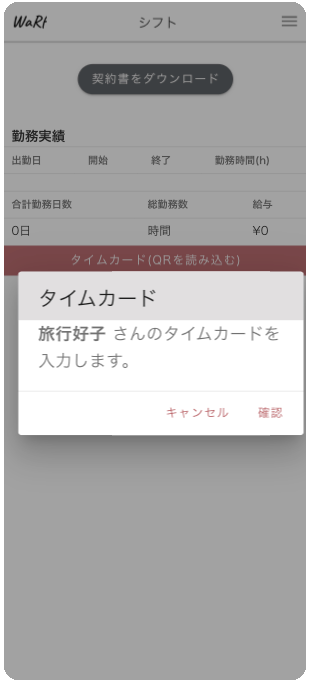 WaRt
シフト
契約書をダウンロード
勤務実績
出勤日 開始 終了 勤務時間(h)
合計勤務日数 総勤務数 給与
0日 時間 ¥0
タイムカード(QRを読み込む)
タイムカード
旅行好子 さんのタイムカードを
入力します。
キャンセル 確認